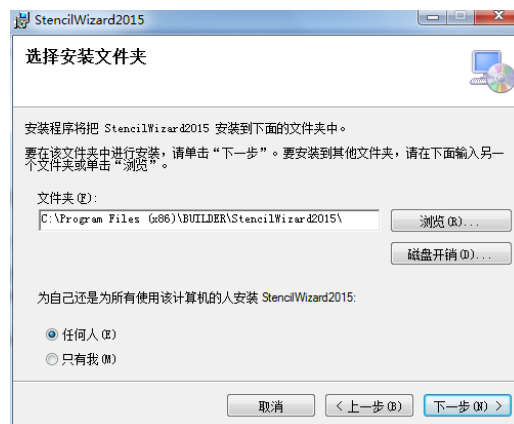 StencilWizard2015
选择安装文件夹
安装程序将把 StencilWizard2015 安装到下面的文件夹中。
要在该文件夹中进行安装，请单击“下一步”。要安装到其他文件夹，请在下面输入另一
个文件夹或单击“浏览”。
文件夹(F):
C:\Program Files (x86)\BUILDER\StencilWizard2015\
浏览(R)...
磁盘开销(D)...
为自己还是为所有使用该计算机的人安装 StencilWizard2015:
任何人(E)
只有我(M)
取消
< 上一步(B)
下一步(N) >